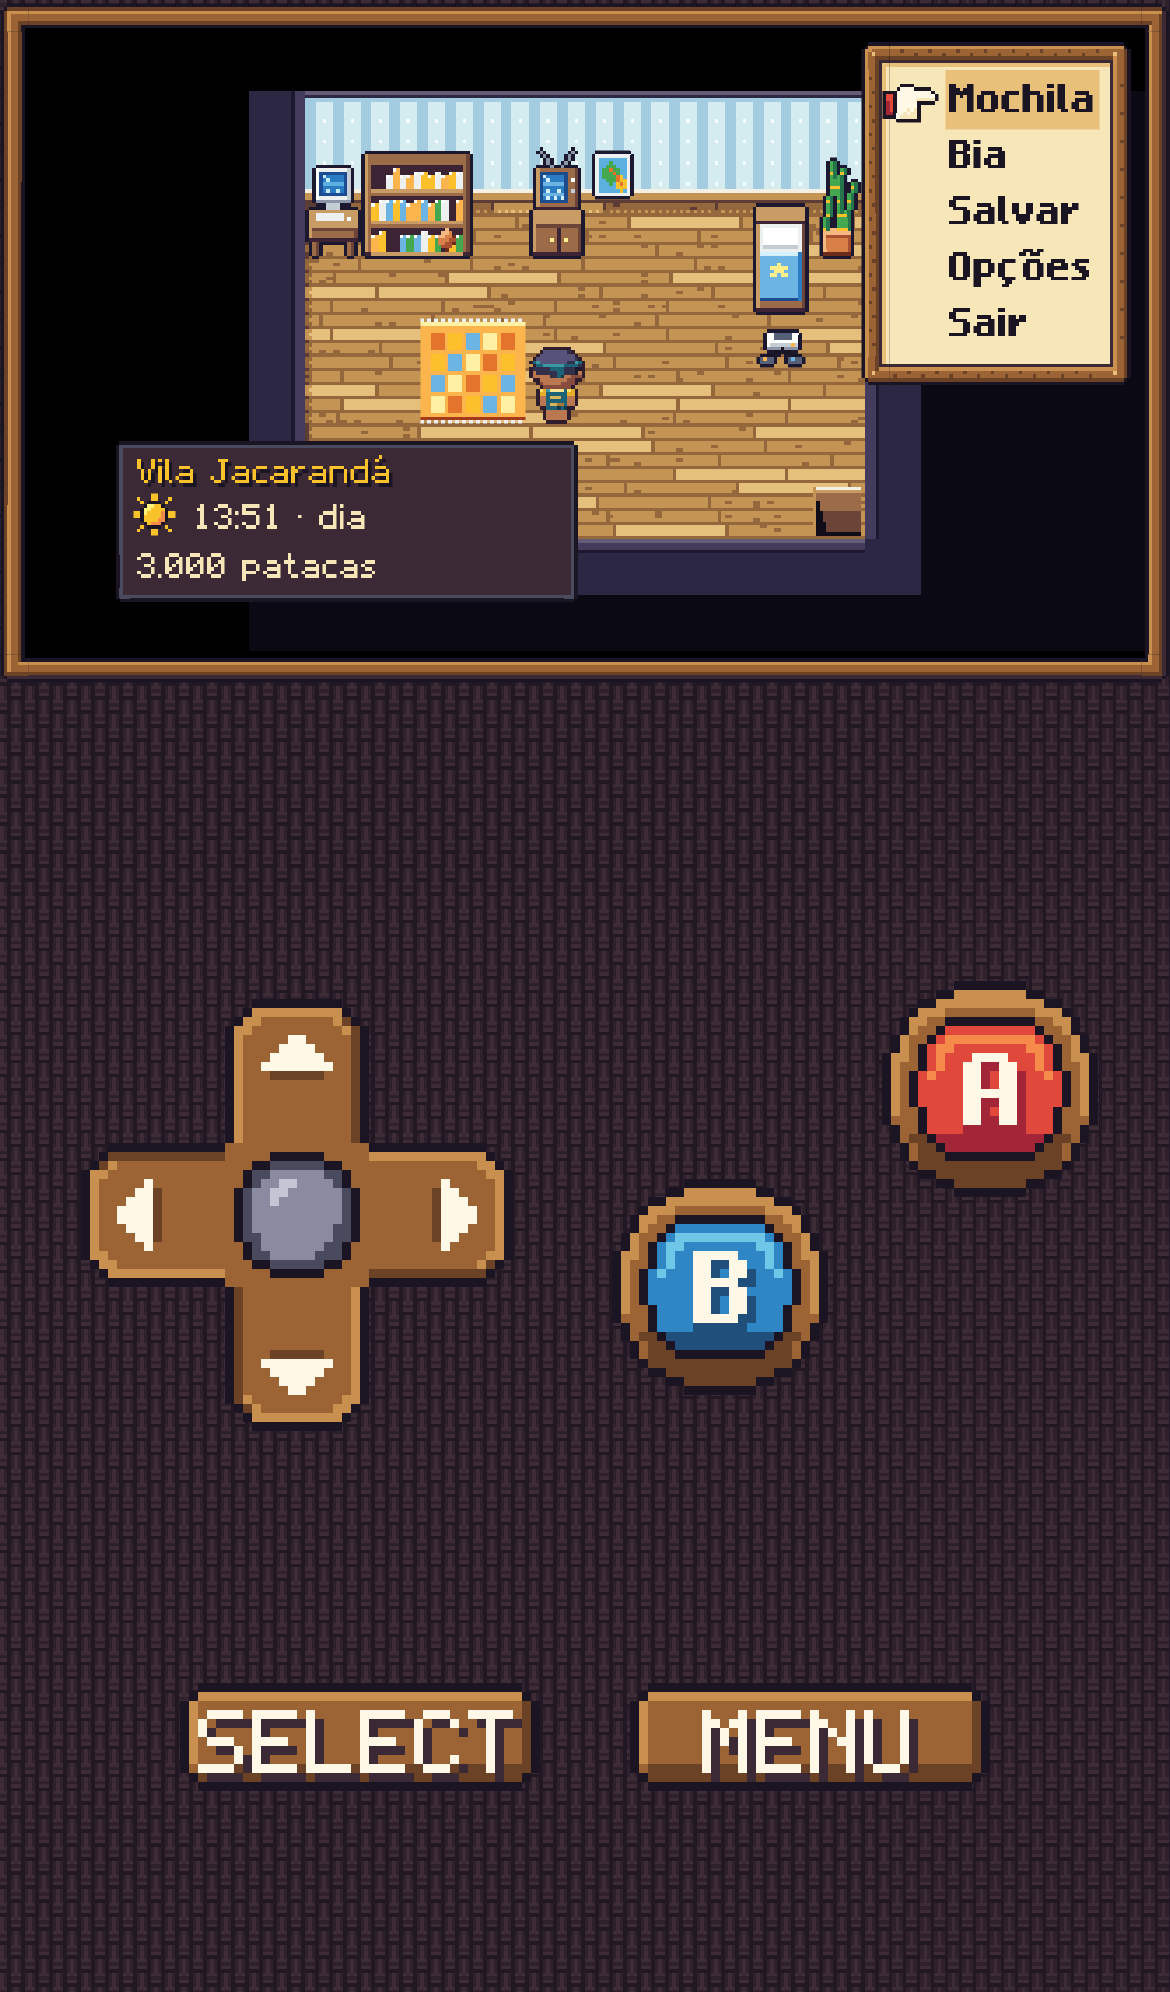 Mochila
Bia
Salvar
Opções
Sair
Vila Jacarandá
13:51 · dia
3.000 patacas
A
B
SELECT
MENU